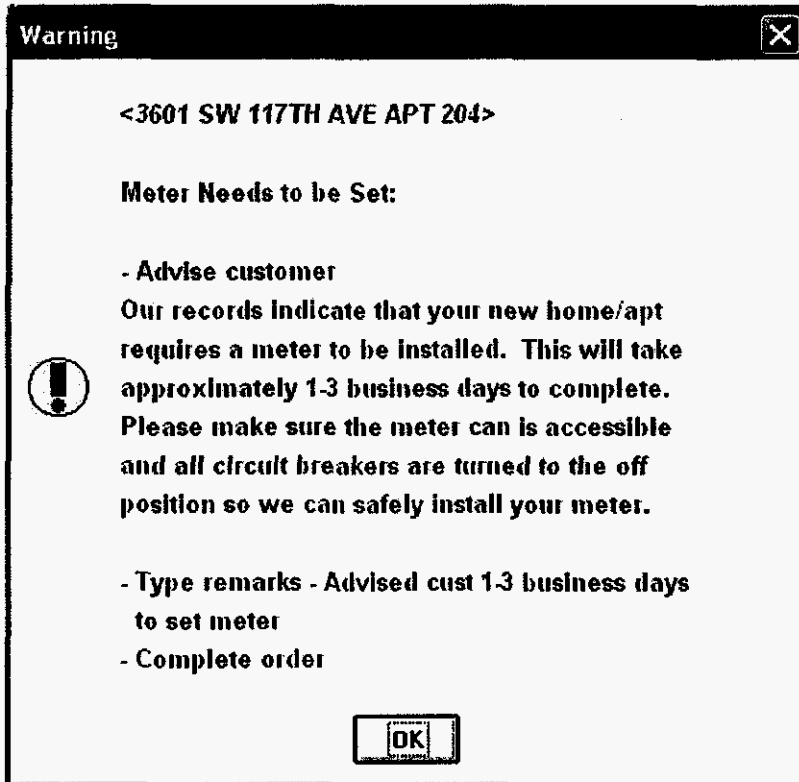 Warning
<3601 SW 117TH AVE APT 204>
Meter Needs to be Set:
- Advise customer
Our records indicate that your new home/apt
requires a meter to be installed.  This will take
approximately 1-3 business days to complete.
Please make sure the meter can is accessible
and all circuit breakers are turned to the off
position so we can safely install your meter.
- Type remarks - Advised cust 1-3 business days
to set meter
- Complete order
OK